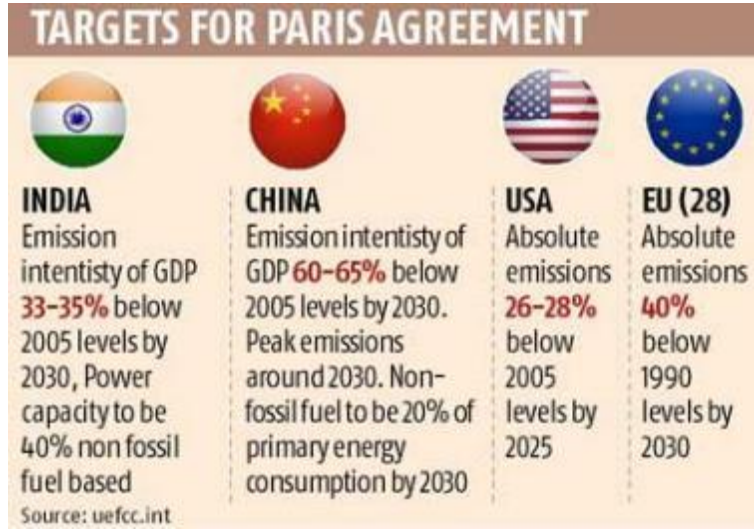 TARGETS FOR PARIS AGREEMENT
INDIA
Emission
intentisty of GDP
33-35% below
2005 levels by
2030, Power
capacity to be
40% non fossil
fuel based
CHINA
Emission intentisty of
GDP 60-65% below
2005 levels by 2030.
Peak emissions
around 2030. Non-
fossil fuel to be 20% of
primary energy
consumption by 2030
USA
Absolute
emissions
26-28%
below
2005
levels by
2025
EU (28)
Absolute
emissions
40%
below
1990
levels by
2030
Source: uefcc.int